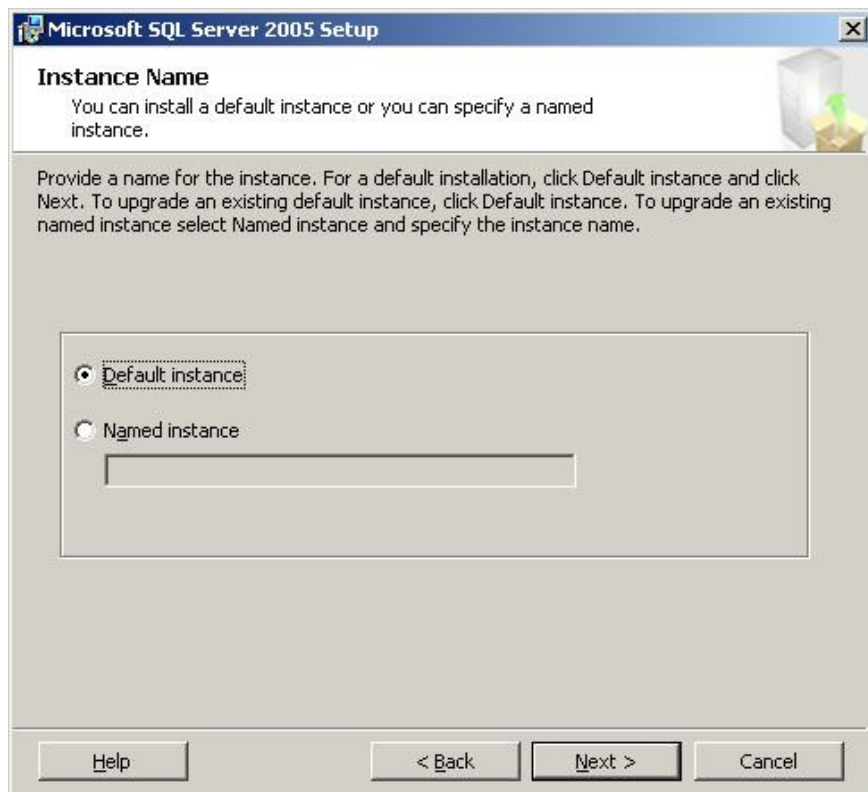 Microsoft SQL Server 2005 Setup
Instance Name
You can install a default instance or you can specify a named
instance.
Provide a name for the instance. For a default installation, click Default instance and click
Next. To upgrade an existing default instance, click Default instance. To upgrade an existing
named instance select Named instance and specify the instance name.
Default instance
Named instance
Help
< Back
Next >
Cancel